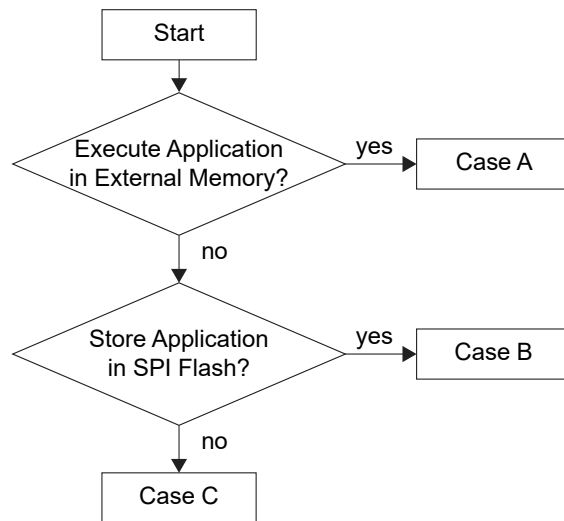 Start
Execute Application
in External Memory?
yes
Case A
no
Store Application
in SPI Flash?
yes
Case B
no
Case C